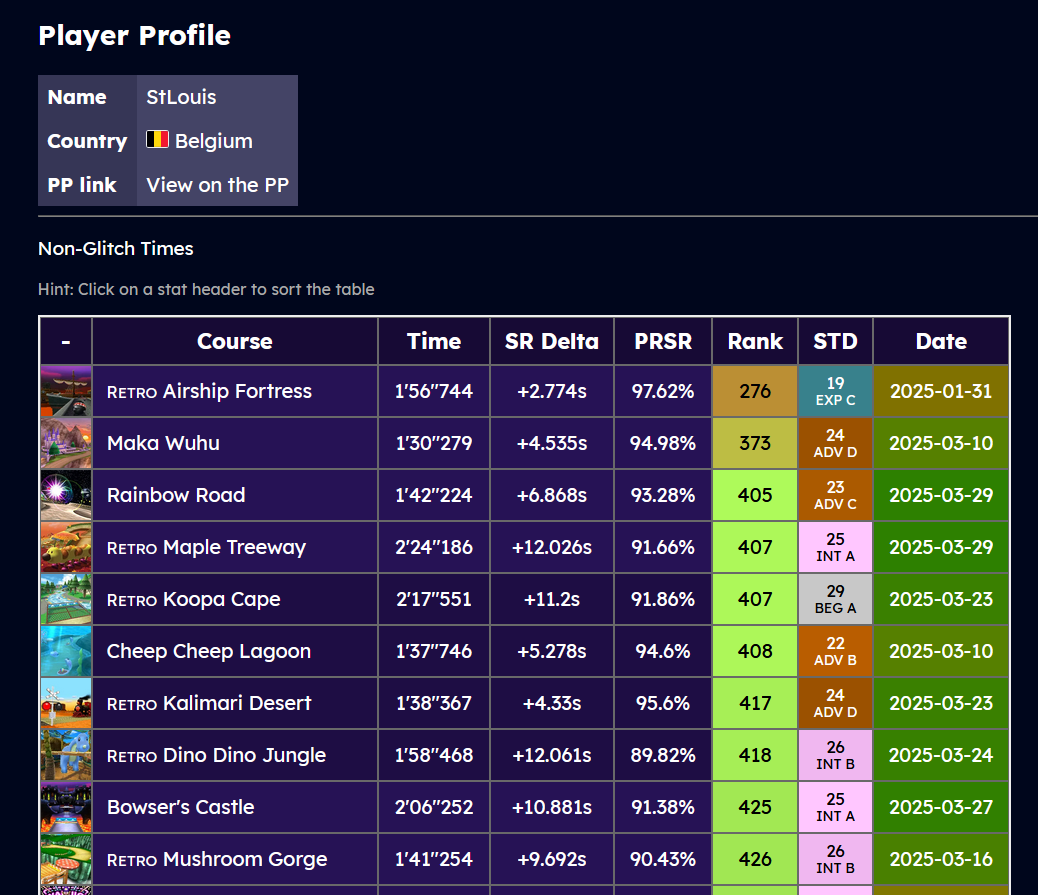 Player Profile
Name StLouis
Country Belgium
PP link View on the PP
Non-Glitch Times
Hint: Click on a stat header to sort the table
- Course Time SR Delta PRSR Rank STD Date
Retro Airship Fortress 1'56"744 +2.774s 97.62% 276 19 EXP C 2025-01-31
Maka Wuhu 1'30"279 +4.535s 94.98% 373 24 ADV D 2025-03-10
Rainbow Road 1'42"224 +6.868s 93.28% 405 23 ADV C 2025-03-29
Retro Maple Treeway 2'24"186 +12.026s 91.66% 407 25 INT A 2025-03-29
Retro Koopa Cape 2'17"551 +11.2s 91.86% 407 29 BEG A 2025-03-23
Cheep Cheep Lagoon 1'37"746 +5.278s 94.6% 408 22 ADV B 2025-03-10
Retro Kalimari Desert 1'38"367 +4.33s 95.6% 417 24 ADV D 2025-03-23
Retro Dino Dino Jungle 1'58"468 +12.061s 89.82% 418 26 INT B 2025-03-24
Bowser's Castle 2'06"252 +10.881s 91.38% 425 25 INT A 2025-03-27
Retro Mushroom Gorge 1'41"254 +9.692s 90.43% 426 26 INT B 2025-03-16